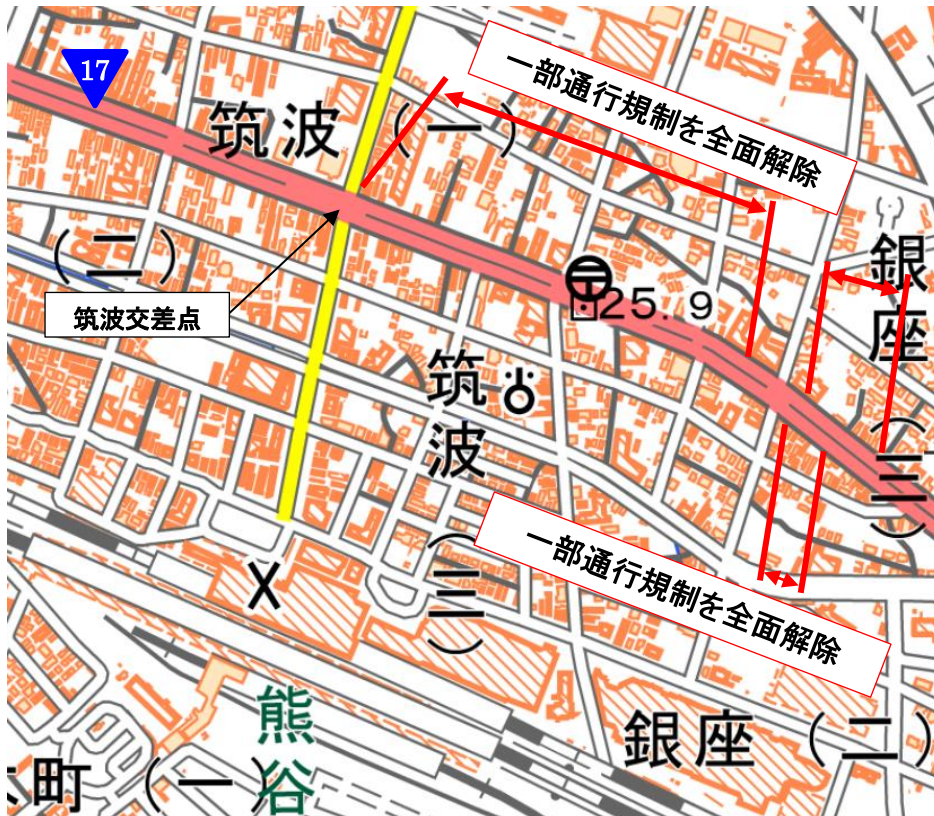 17
一部通行規制を全面解除
筑波（一）
（二）
銀座（三）
25.9
筑波交差点
筑波（三）
一部通行規制を全面解除
熊谷
銀座（二）
町（一）